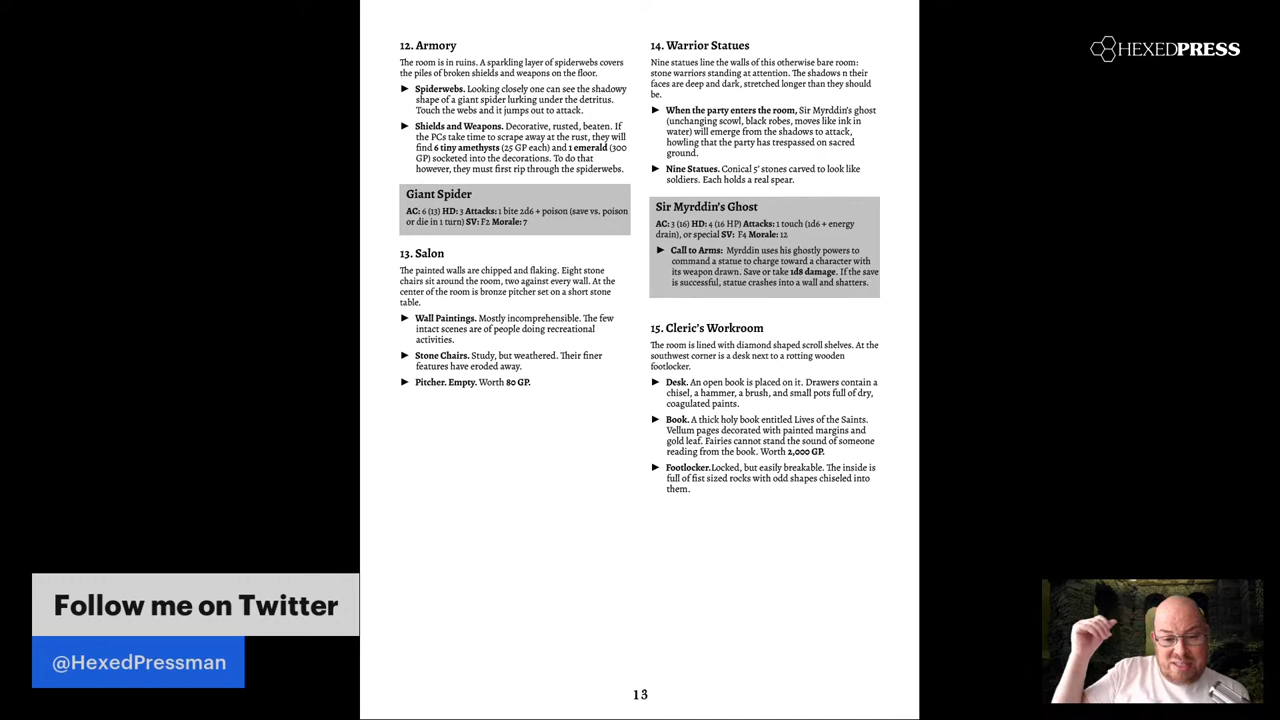 HEXEDPRESS
12. Armory
The room is in ruins. A sparkling layer of spiderwebs covers
the piles of broken shields and weapons on the floor.
► Spiderwebs. Looking closely one can see the shadowy
shape of a giant spider lurking under the detritus.
Touch the webs and it jumps out to attack.
► Shields and Weapons. Decorative, rusted, beaten. If
the PCs take time to scrape away at the rust, they will
find 6 tiny amethysts (25 GP each) and 1 emerald (300
GP) socketed into the decorations. To do that
however, they must first rip through the spiderwebs.
Giant Spider
AC: 6 (13) HD: 3 Attacks: 1 bite 2d6 + poison (save vs. poison
or die in 1 turn) SV: F2 Morale: 7
13. Salon
The painted walls are chipped and flaking. Eight stone
chairs sit around the room, two against every wall. At the
center of the room is bronze pitcher set on a short stone
table.
► Wall Paintings. Mostly incomprehensible. The few
intact scenes are of people doing recreational
activities.
► Stone Chairs. Study, but weathered. Their finer
features have eroded away.
► Pitcher. Empty. Worth 80 GP.
14. Warrior Statues
Nine statues line the walls of this otherwise bare room:
stone warriors standing at attention. The shadows n their
faces are deep and dark, stretched longer than they should
be.
► When the party enters the room, Sir Myrddin's ghost
(unchanging scowl, black robes, moves like ink in
water) will emerge from the shadows to attack,
howling that the party has trespassed on sacred
ground.
► Nine Statues. Conical 5' stones carved to look like
soldiers. Each holds a real spear.
Sir Myrddin's Ghost
AC: 3 (16) HD: 4 (16 HP) Attacks: 1 touch (1d6 + energy
drain), or special SV: F4 Morale: 12
► Call to Arms: Myrddin uses his ghostly powers to
command a statue to charge toward a character with
its weapon drawn. Save or take 1d8 damage. If the save
is successful, statue crashes into a wall and shatters.
15. Cleric's Workroom
The room is lined with diamond shaped scroll shelves. At the
southwest corner is a desk next to a rotting wooden
footlocker.
► Desk. An open book is placed on it. Drawers contain a
chisel, a hammer, a brush, and small pots full of dry,
coagulated paints.
► Book. A thick holy book entitled Lives of the Saints.
Vellum pages decorated with painted margins and
gold leaf. Fairies cannot stand the sound of someone
reading from the book. Worth 2,000 GP.
► Footlocker.Locked, but easily breakable. The inside is
full of fist sized rocks with odd shapes chiseled into
them.
Follow me on Twitter
@HexedPressman
13